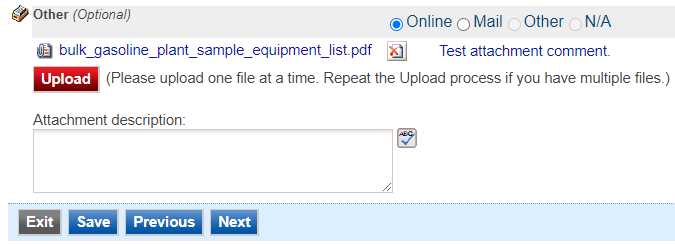 Other (Optional)
Online Mail Other N/A
bulk_gasoline_plant_sample_equipment_list.pdf Test attachment comment.
Upload (Please upload one file at a time. Repeat the Upload process if you have multiple files.)
Attachment description:
ABC
Exit Save Previous Next